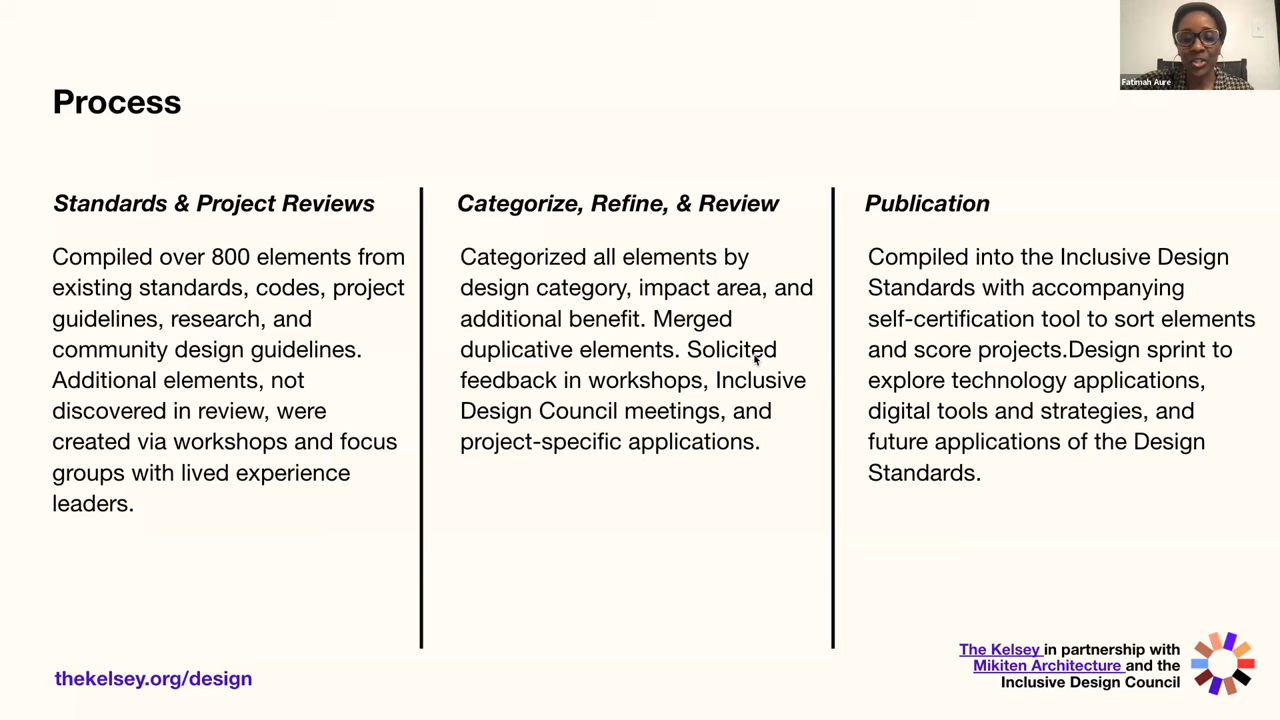 Fatimah Aure
Process
Standards & Project Reviews
Compiled over 800 elements from
existing standards, codes, project
guidelines, research, and
community design guidelines.
Additional elements, not
discovered in review, were
created via workshops and focus
groups with lived experience
leaders.
Categorize, Refine, & Review
Categorized all elements by
design category, impact area, and
additional benefit. Merged
duplicative elements. Solicited
feedback in workshops, Inclusive
Design Council meetings, and
project-specific applications.
Publication
Compiled into the Inclusive Design
Standards with accompanying
self-certification tool to sort elements
and score projects.Design sprint to
explore technology applications,
digital tools and strategies, and
future applications of the Design
Standards.
thekelsey.org/design
The Kelsey in partnership with
Mikiten Architecture and the
Inclusive Design Council